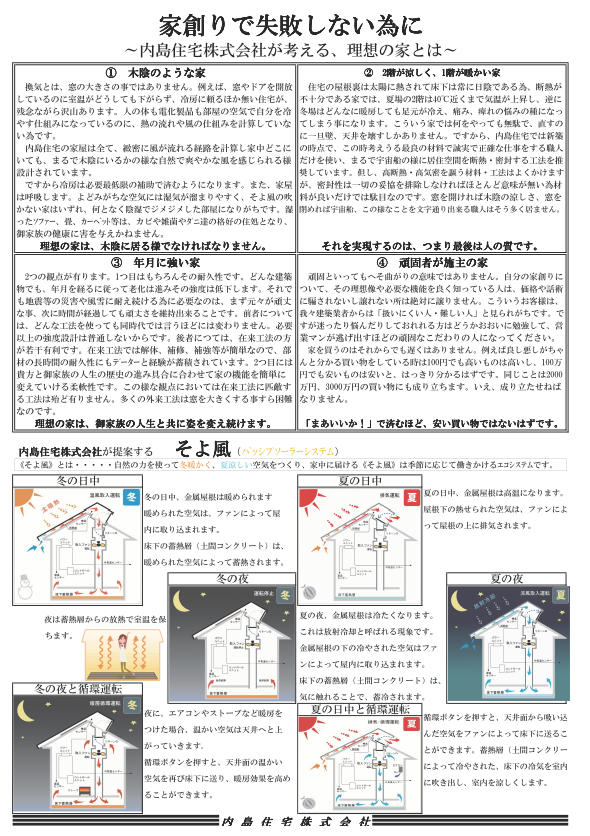 家創りで失敗しない為に
～内島住宅株式会社が考える、理想の家とは～
① 木陰のような家
換気とは、窓の大きさの事ではありません。例えば、窓やドアを開放
しているのに室温がどうしても下がらず、冷房に頼るほか無い住宅が、
残念ながら沢山あります。人の体も電化製品も部屋の空気で自分を冷
やす仕組みになっているのに、熱の流れや風の仕組みを計算していな
い為です。
内島住宅の家屋は全て、緻密に風が流れる経路を計算し家中どこに
いても、まるで木陰にいるかの様な自然で爽やかな風を感じられる様
設計されています。
ですから冷房は必要最低限の補助で済むようになります。また、家屋
は呼吸します。よどみがちな空気には湿気が溜まりやすく、そよ風の吹
かない家はいずれ、何となく陰湿でジメジメした部屋になりがちです。湿
ったソファー、畳、カーペット等は、カビや雑菌やダニ達の格好の住処となり、
御家族の健康に害を与えかねません。
理想の家は、木陰に居る様でなければなりません。
② 2階が涼しく、1階が暖かい家
住宅の屋根裏は太陽に熱されて床下は常に日陰である為、断熱が
不十分である家では、夏場の2階は40℃近くまで気温が上昇し、逆に
冬場はどんなに暖房しても足元が冷え、痛み、痺れの悩みの種になっ
てしまう事になります。こういう家では何をやっても無駄で、直すの
に一旦壁、天井を壊すしかありません。ですから、内島住宅では新築
の時点で、この時考えうる最良の材料で誠実で正確な仕事をする職人
だけを使い、まるで宇宙船の様に居住空間を断熱・密封する工法を推
奨しています。但し、高断熱・高気密を謳う材料・工法はよくかけます
が、密封性は一切の妥協を排除しなければほとんど意味が無い為材
料が良いだけでは駄目なのです。窓を開ければ木陰の涼しさ、窓を
閉めれば宇宙船、この様なことを文字通り出来る職人はそう多く居ません。
それを実現するのは、つまり最後は人の質です。
③ 年月に強い家
2つの観点が有ります。1つ目はもちろんその耐久性です。どんな建築
物でも、年月を経るに従って老化は進みその強度は低下します。それで
も地震等の災害や風雪に耐え続ける為に必要なのは、まず元々が頑丈
な事、次に時間が経過しても頑丈さを維持出来ることです。前者について
は、どんな工法を使っても同時代では言うほどには変わりません。必要
以上の強度設計は普通しないからです。後者については、在来工法の方
が若干有利です。在来工法では解体、補修、補強等が簡単なので、部
材の長時間の耐久性にもデーターと経験が蓄積されています。2つ目には
貴方と御家族の人生の歴史の進み具合に合わせて家の機能を簡単に
変えていける柔軟性です。この様な観点においては在来工法に匹敵す
る工法は殆ど有りません。多くの外来工法は窓を大きくする事すら困難
なのです。
理想の家は、御家族の人生と共に姿を変え続けます。
④ 頑固者が施主の家
頑固といってもへそ曲がりの意味ではありません。自分の家創りに
ついて、その理想像や必要な機能を良く知っている人は、価格や話術
に騙されないし譲れない所は絶対に譲りません。こういうお客様は、
我々建築業者からは「扱いにくい人・難しい人」と見られがちです。で
すが迷ったり悩んだりしておれれる方はどうかおおいに勉強して、営
業マンが逃げ出すほどの頑固なこだわりの人になってください。
家を買うのはそれからでも遅くはありません。例えば良し悪しがちゃ
んと分かる買い物をしている時は100円でも高いものは高いし、100万
円でも安いものは安いと、はっきり分かるはずです。同じことは2000
万円、3000万円の買い物にも成り立ちます。いえ、成り立たせねば
なりません。
「まあいいか！」で済むほど、安い買い物ではないはずです。
内島住宅株式会社が提案する そよ風（パッシブソーラーシステム）
《そよ風》とは・・・・・自然の力を使って冬暖かく、夏涼しい空気をつくり、家中に届ける《そよ風》は季節に応じて働きかけるエコシステムです。
冬の日中
温風取入運転
冬
太陽熱
床下蓄熱層
冬の日中、金属屋根は暖められます
暖められた空気は、ファンによって屋
内に取り込まれます。
床下の蓄熱層（土間コンクリート）は、
暖められた空気によって蓄熱されます。
夏の日中
排気運転
夏
床下蓄熱層
夏の日中、金属屋根は高温になります。
屋根下の熱せられた空気は、ファンによ
って屋根の上に排気されます。
冬の夜
運転停止
冬
床下蓄熱層
夜は蓄熱層からの放熱で室温を保
ちます。
夏の夜
涼風取入運転
夏
床下蓄熱層
夏の夜、金属屋根は冷たくなります。
これは放射冷却と呼ばれる現象です。
金属屋根の下の冷やされた空気はファ
ンによって屋内に取り込まれます。
床下の蓄熱層（土間コンクリート）は、冷
気に触れることで、蓄冷されます。
冬の夜と循環運転
暖房循環運転
冬
床下蓄熱層
夜に、エアコンやストーブなど暖房を
つけた場合、温かい空気は天井へと上
がっていきます。
循環ボタンを押すと、天井面の温かい
空気を再び床下に送り、暖房効果を高め
ることができます。
夏の日中と循環運転
排気/循環運転
夏
床下蓄熱層
循環ボタンを押すと、天井面から吸い込
んだ空気をファンによって床下に送るこ
とができます。蓄熱層（土間コンクリート）に
よって冷やされた、床下の冷気を室内
に吹き出し、室内を涼しくします。
内島住宅株式会社